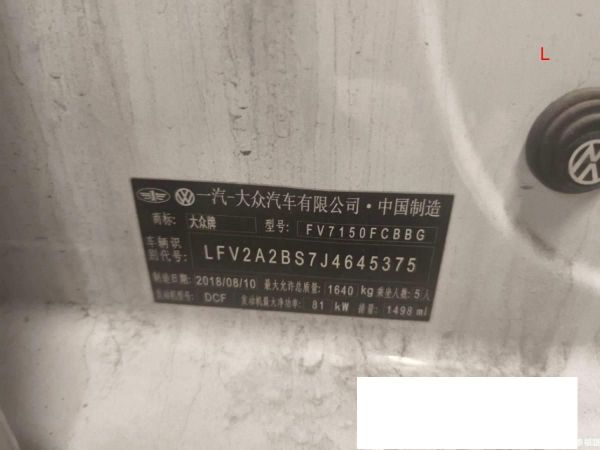 L
一汽-大众汽车有限公司·中国制造
商标: 大众牌 型号: FV7150FCBBG
车辆识别代号: LFV2A2BS7J4645375
制造日期: 2018/08/10 最大允许总质量: 1640 kg 乘坐人数: 5人
发动机型号: DCF 发动机最大净功率: 81 kW 排量: 1498 ml